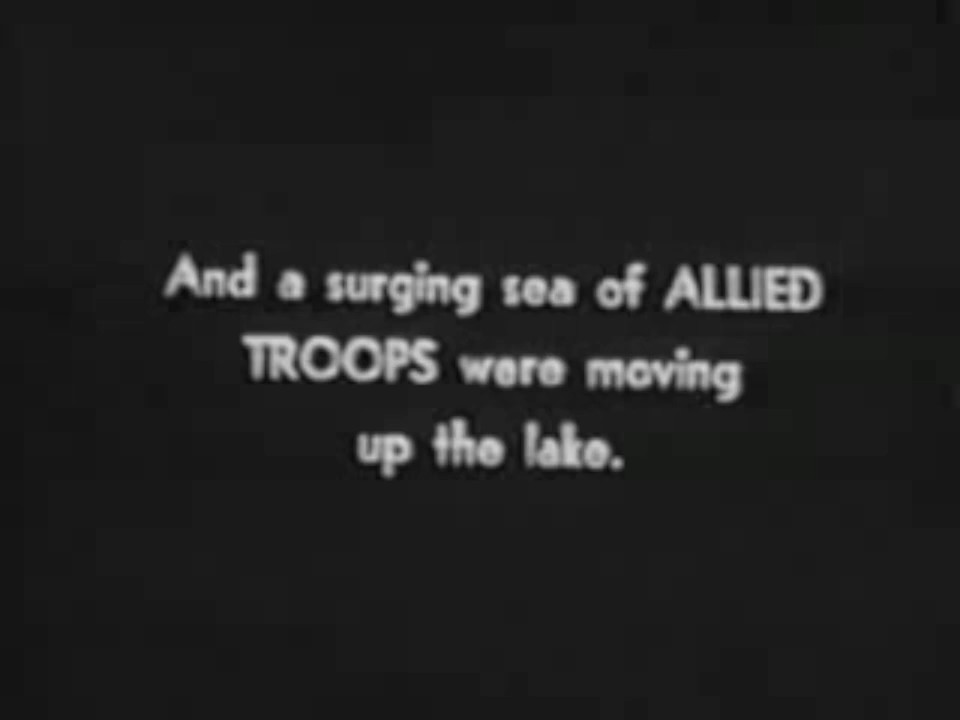 And a surging sea of ALLIED
TROOPS were moving
up the lake.